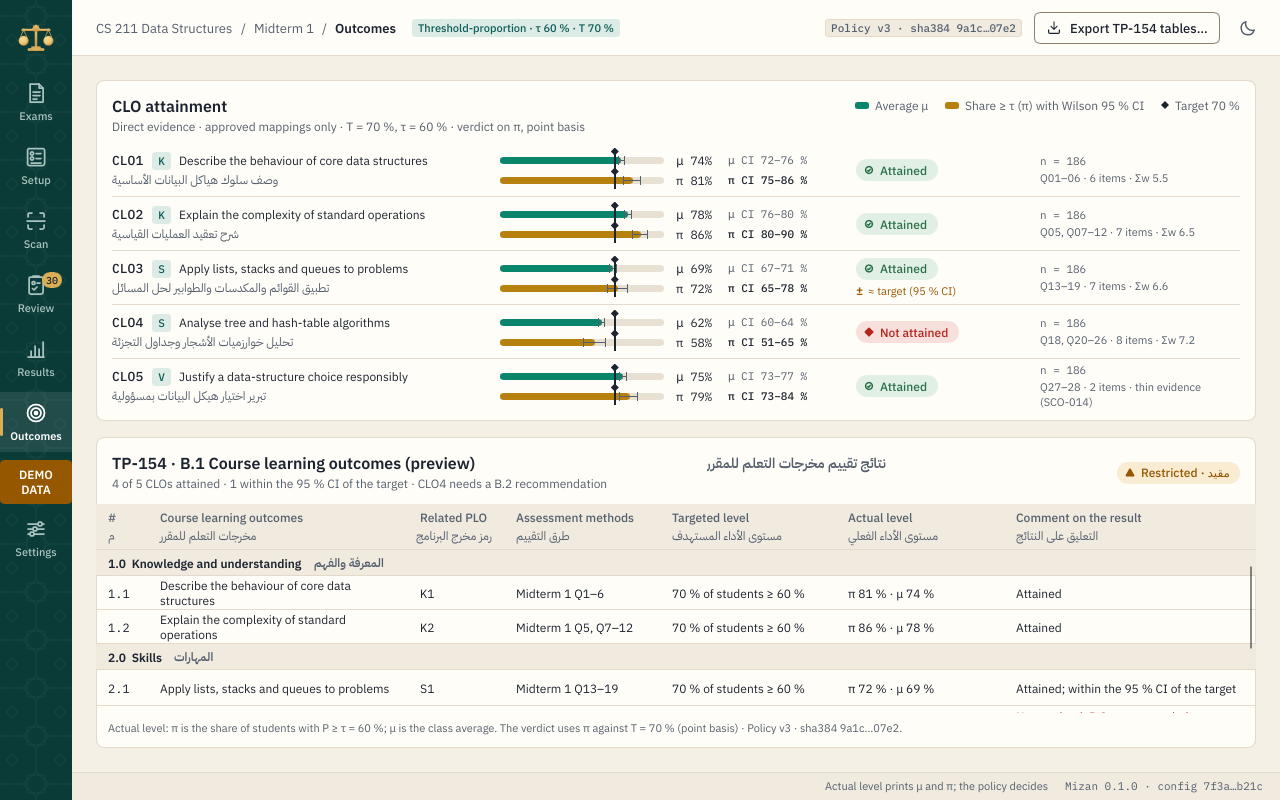 CS 211 Data Structures / Midterm 1 / Outcomes
Threshold-proportion · τ 60 % · T 70 %
Policy v3 · sha384 9a1c…07e2
Export TP-154 tables…
Exams
Setup
Scan
30
Review
Results
Outcomes
DEMO
DATA
Settings
CLO attainment
Average μ
Share ≥ τ (π) with Wilson 95 % CI
Target 70 %
Direct evidence · approved mappings only · T = 70 %, τ = 60 % · verdict on π, point basis
CLO1 K Describe the behaviour of core data structures
وصف سلوك هياكل البيانات الأساسية
μ 74% μ CI 72–76 %
π 81% π CI 75–86 %
Attained
n = 186
Q01–06 · 6 items · Σw 5.5
CLO2 K Explain the complexity of standard operations
شرح تعقيد العمليات القياسية
μ 78% μ CI 76–80 %
π 86% π CI 80–90 %
Attained
n = 186
Q05, Q07–12 · 7 items · Σw 6.5
CLO3 S Apply lists, stacks and queues to problems
تطبيق القوائم والمكدسات والطوابير لحل المسائل
μ 69% μ CI 67–71 %
π 72% π CI 65–78 %
Attained
± ≈ target (95 % CI)
n = 186
Q13–19 · 7 items · Σw 6.6
CLO4 S Analyse tree and hash-table algorithms
تحليل خوارزميات الأشجار وجداول التجزئة
μ 62% μ CI 60–64 %
π 58% π CI 51–65 %
Not attained
n = 186
Q18, Q20–26 · 8 items · Σw 7.2
CLO5 V Justify a data-structure choice responsibly
تبرير اختيار هيكل البيانات بمسؤولية
μ 75% μ CI 73–77 %
π 79% π CI 73–84 %
Attained
n = 186
Q27–28 · 2 items · thin evidence
(SCO-014)
TP-154 · B.1 Course learning outcomes (preview)
نتائج تقييم مخرجات التعلم للمقرر
Restricted · مقيد
4 of 5 CLOs attained · 1 within the 95 % CI of the target · CLO4 needs a B.2 recommendation
# Course learning outcomes Related PLO Assessment methods Targeted level Actual level Comment on the result
م مخرجات التعلم للمقرر رمز مخرج البرنامج طرق التقييم مستوى الأداء المستهدف مستوى الأداء الفعلي التعليق على النتائج
1.0 Knowledge and understanding المعرفة والفهم
1.1 Describe the behaviour of core data
structures
K1 Midterm 1 Q1–6 70 % of students ≥ 60 % π 81 % · μ 74 % Attained
1.2 Explain the complexity of standard
operations
K2 Midterm 1 Q5, Q7–12 70 % of students ≥ 60 % π 86 % · μ 78 % Attained
2.0 Skills المهارات
2.1 Apply lists, stacks and queues to problems S1 Midterm 1 Q13–19 70 % of students ≥ 60 % π 72 % · μ 69 % Attained; within the 95 % CI of the target
Actual level: π is the share of students with P ≥ τ = 60 %; μ is the class average. The verdict uses π against T = 70 % (point basis) · Policy v3 · sha384 9a1c…07e2.
Actual level prints μ and π; the policy decides
Mizan 0.1.0 · config 7f3a…b21c